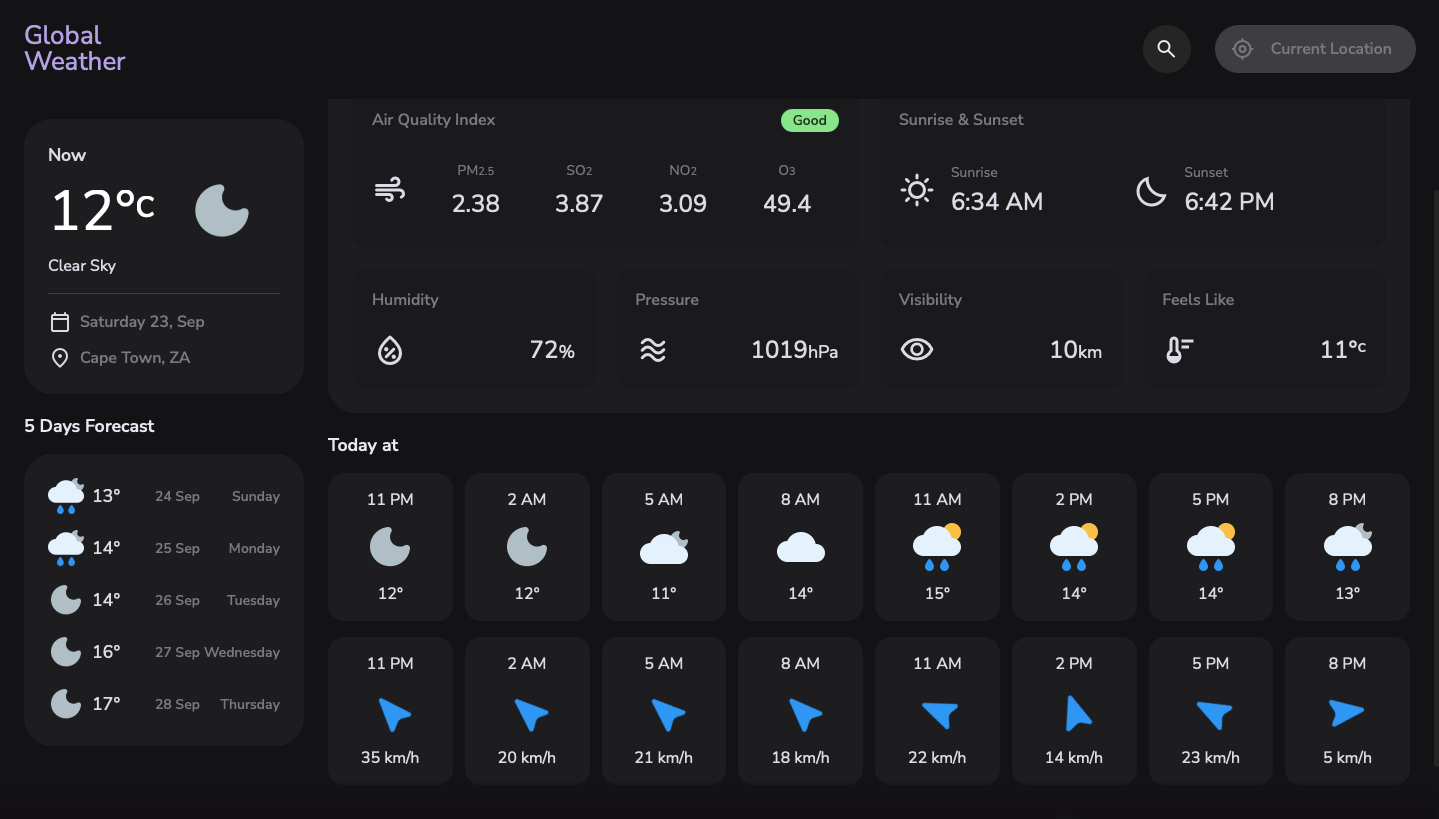 Global
Weather
Current Location
Now
12°c
Clear Sky
Saturday 23, Sep
Cape Town, ZA
5 Days Forecast
13° 24 Sep Sunday
14° 25 Sep Monday
14° 26 Sep Tuesday
16° 27 Sep Wednesday
17° 28 Sep Thursday
Air Quality Index Good
PM2.5 SO2 NO2 O3
2.38 3.87 3.09 49.4
Sunrise & Sunset
Sunrise Sunset
6:34 AM 6:42 PM
Humidity
72%
Pressure
1019hPa
Visibility
10km
Feels Like
11°c
Today at
11 PM 2 AM 5 AM 8 AM 11 AM 2 PM 5 PM 8 PM
12° 12° 11° 14° 15° 14° 14° 13°
11 PM 2 AM 5 AM 8 AM 11 AM 2 PM 5 PM 8 PM
35 km/h 20 km/h 21 km/h 18 km/h 22 km/h 14 km/h 23 km/h 5 km/h